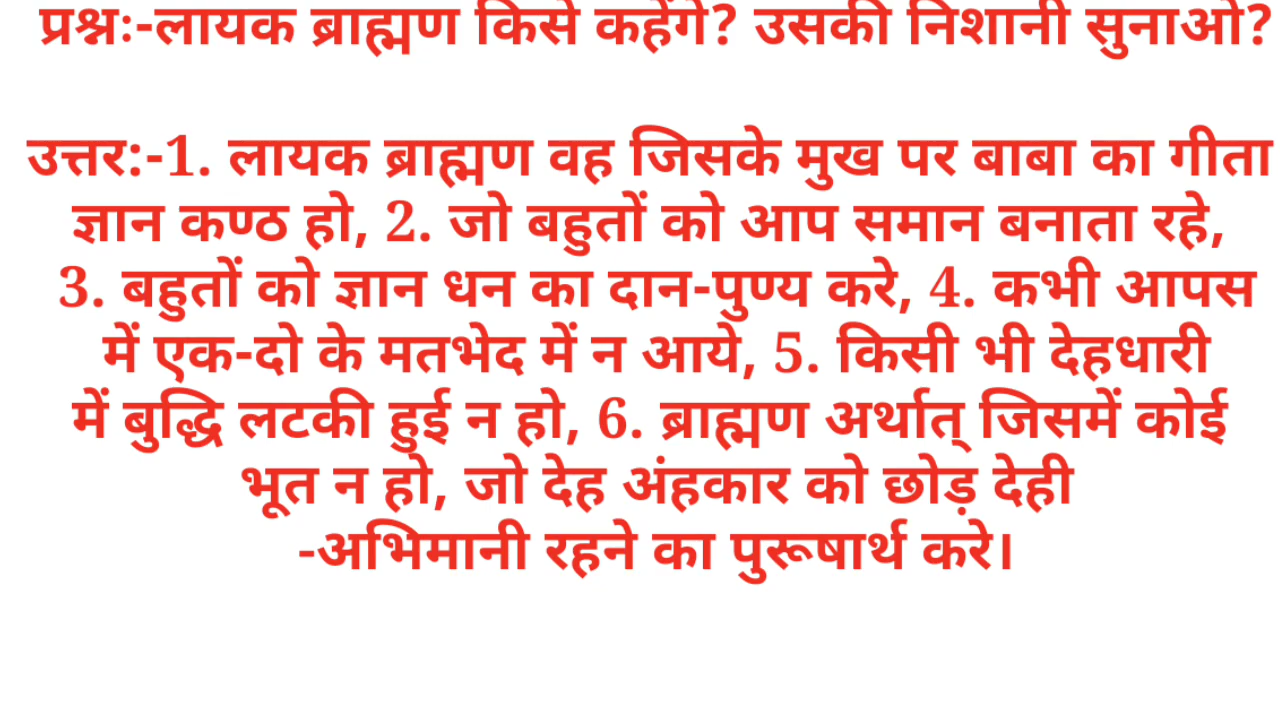 प्रश्नः-लायक ब्राह्मण किसे कहेंगे? उसकी निशानी सुनाओ?
उत्तर:-1. लायक ब्राह्मण वह जिसके मुख पर बाबा का गीता
ज्ञान कण्ठ हो, 2. जो बहुतों को आप समान बनाता रहे,
3. बहुतों को ज्ञान धन का दान-पुण्य करे, 4. कभी आपस
में एक-दो के मतभेद में न आये, 5. किसी भी देहधारी
में बुद्धि लटकी हुई न हो, 6. ब्राह्मण अर्थात् जिसमें कोई
भूत न हो, जो देह अंहकार को छोड़ देही
-अभिमानी रहने का पुरूषार्थ करे।